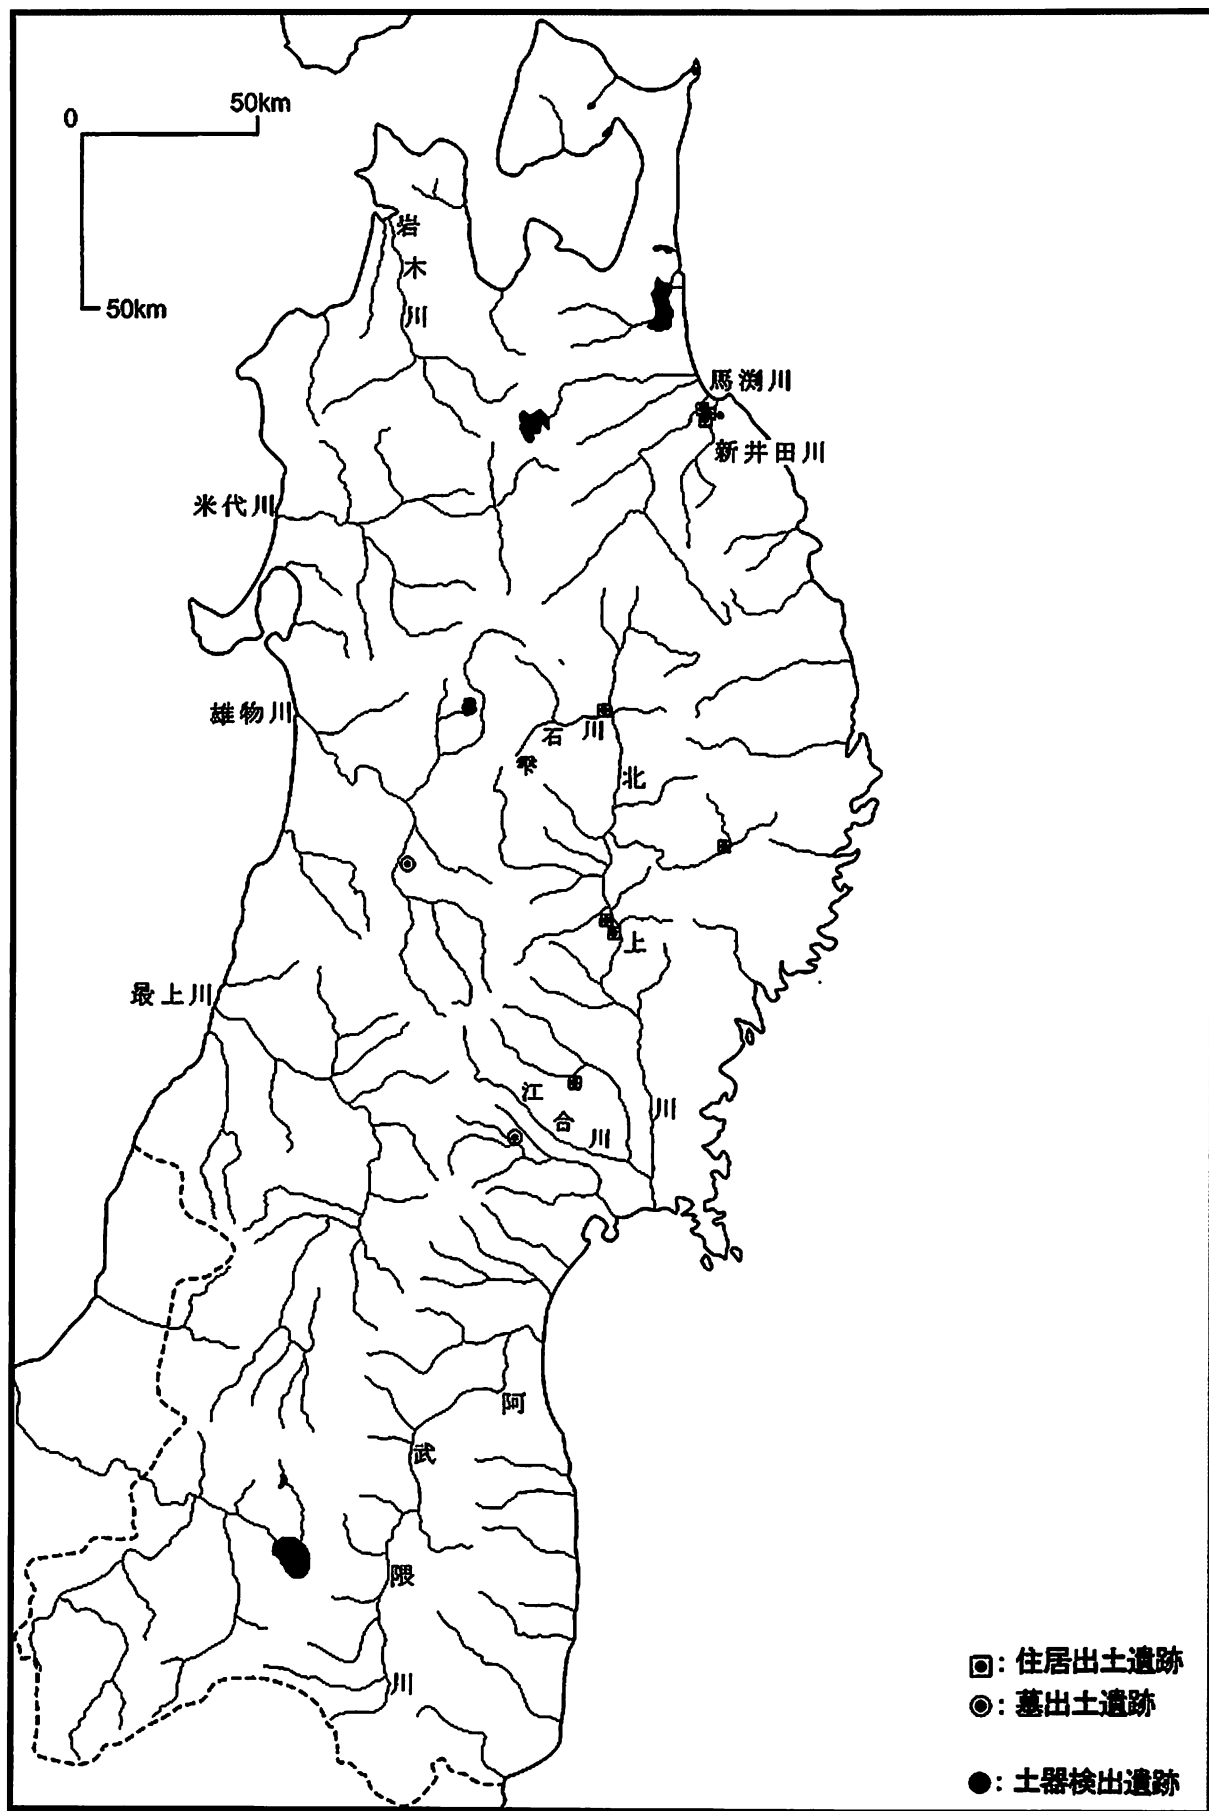 0
50km
50km
岩木川
馬渕川
新井田川
米代川
雄物川
雫石川
北上川
最上川
江合川
阿武隈川
回: 住居出土遺跡
◎: 墓出土遺跡
●: 土器検出遺跡